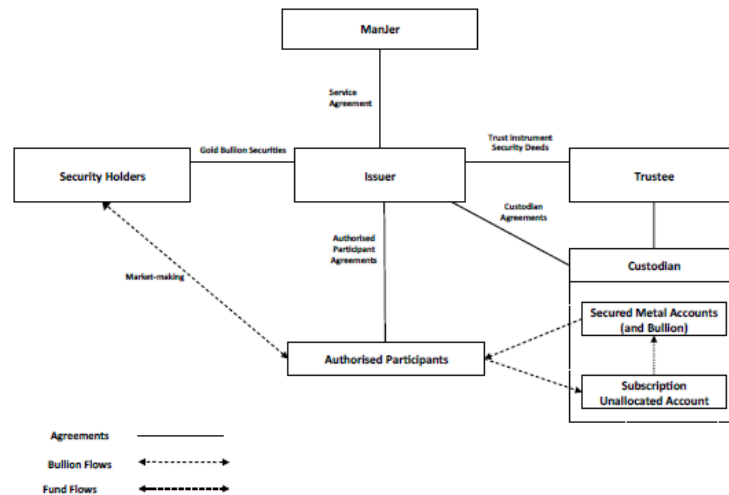 ManJer
Service
Agreement
Gold Bullion Securities
Trust Instrument
Security Deeds
Security Holders
Issuer
Trustee
Custodian
Agreements
Authorised
Participant
Agreements
Custodian
Market-making
Secured Metal Accounts
(and Bullion)
Authorised Participants
Subscription
Unallocated Account
Agreements
Bullion Flows
Fund Flows